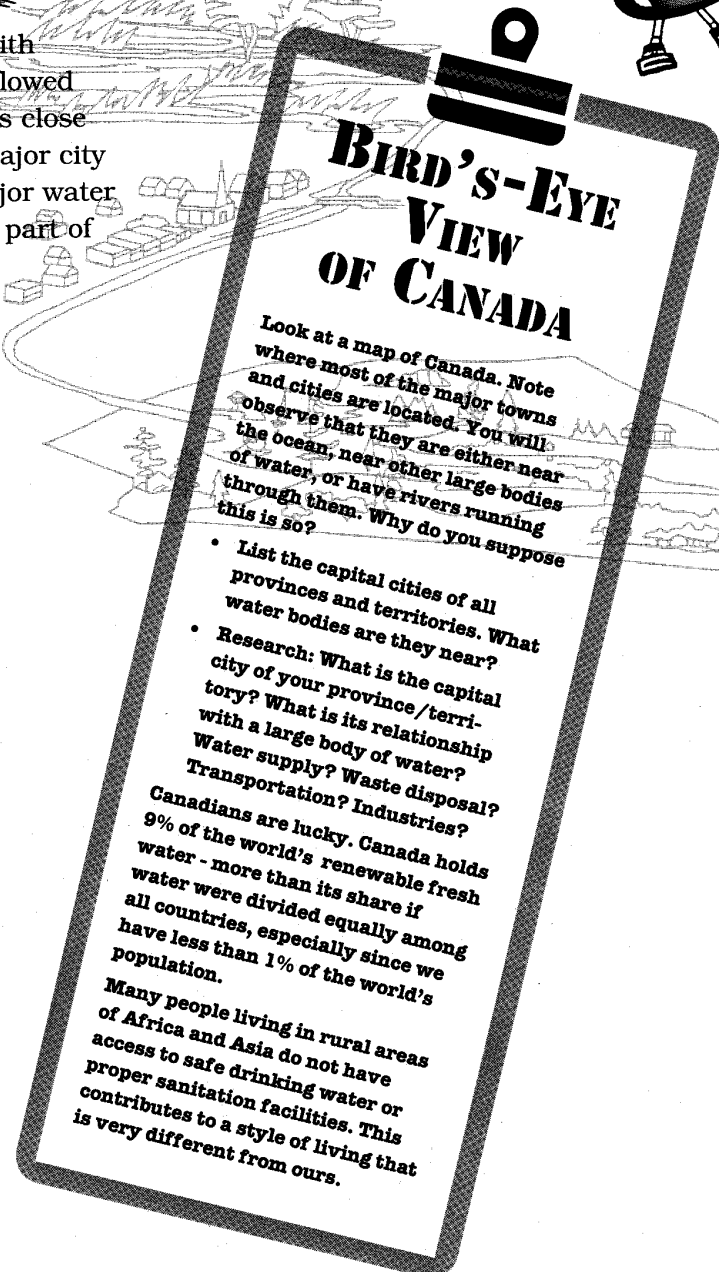 ith
lowed
s close
ajor city
jor water
part of
BIRD'S-EYE
VIEW
OF CANADA
Look at a map of Canada. Note
where most of the major towns
and cities are located. You will
observe that they are either near
the ocean, near other large bodies
of water, or have rivers running
through them. Why do you suppose
this is so?
• List the capital cities of all
provinces and territories. What
water bodies are they near?
• Research: What is the capital
city of your province/terri-
tory? What is its relationship
with a large body of water?
Water supply? Waste disposal?
Transportation? Industries?
Canadians are lucky. Canada holds
9% of the world's renewable fresh
water - more than its share if
water were divided equally among
all countries, especially since we
have less than 1% of the world's
population.
Many people living in rural areas
of Africa and Asia do not have
access to safe drinking water or
proper sanitation facilities. This
contributes to a style of living that
is very different from ours.